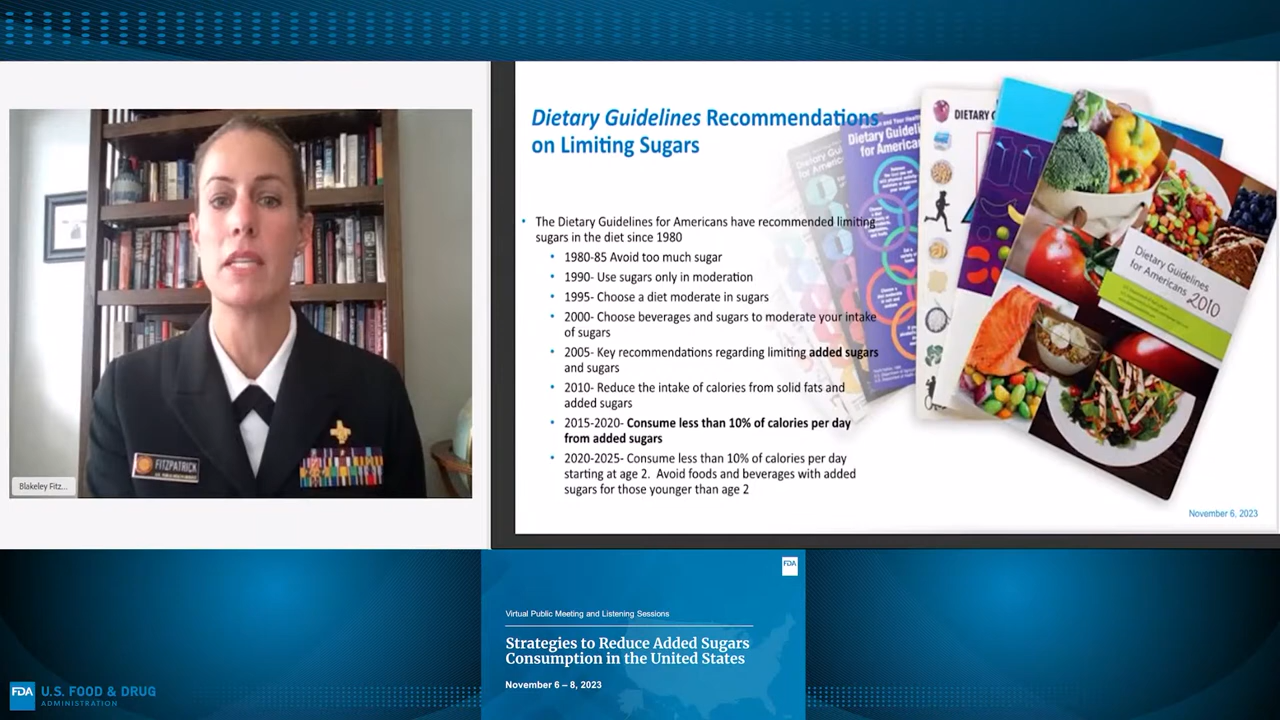 FITZPATRICK
Blakeley Fitz...
Dietary Guidelines Recommendations
on Limiting Sugars
• The Dietary Guidelines for Americans have recommended limiting
sugars in the diet since 1980
• 1980-85 Avoid too much sugar
• 1990- Use sugars only in moderation
• 1995- Choose a diet moderate in sugars
• 2000- Choose beverages and sugars to moderate your intake
of sugars
• 2005- Key recommendations regarding limiting added sugars
and sugars
• 2010- Reduce the intake of calories from solid fats and
added sugars
• 2015-2020- Consume less than 10% of calories per day
from added sugars
• 2020-2025- Consume less than 10% of calories per day
starting at age 2. Avoid foods and beverages with added
sugars for those younger than age 2
Dietary Guidelines
for Americans 2010
November 6, 2023
FDA
Virtual Public Meeting and Listening Sessions
Strategies to Reduce Added Sugars
Consumption in the United States
November 6 – 8, 2023
FDA U.S. FOOD & DRUG
ADMINISTRATION